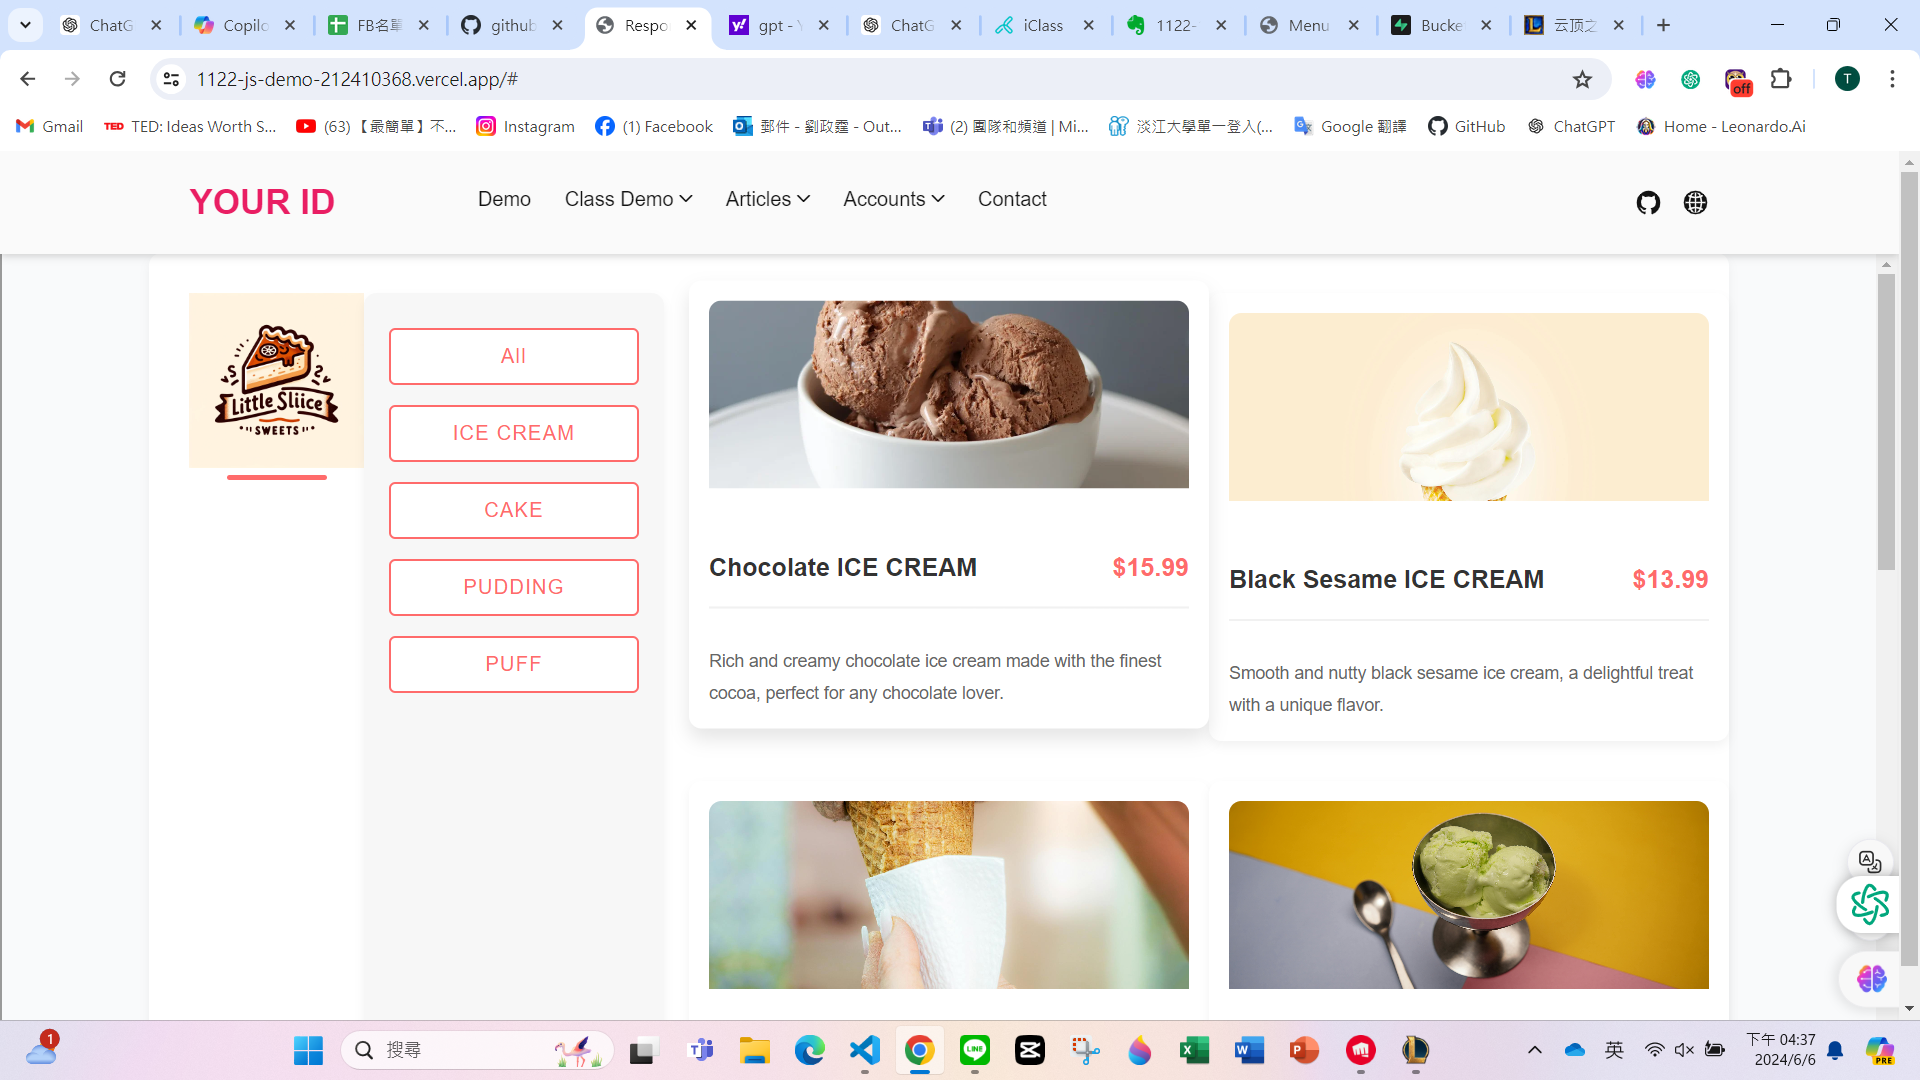 ChatG
Copilo
FB名單
github
Respo
gpt - Y
ChatG
iClass
1122-
Menu
Bucke
云顶之
1122-js-demo-212410368.vercel.app/#
off
T
Gmail
TED TED: Ideas Worth S...
(63) 【最簡單】不...
Instagram
(1) Facebook
郵件 - 劉政霆 - Out...
(2) 團隊和頻道 | Mi...
淡江大學單一登入(...
Google 翻譯
GitHub
ChatGPT
Home - Leonardo.Ai
YOUR ID
Demo
Class Demo
Articles
Accounts
Contact
Little Sliice
SWEETS
All
ICE CREAM
CAKE
PUDDING
PUFF
Chocolate ICE CREAM
$15.99
Rich and creamy chocolate ice cream made with the finest
cocoa, perfect for any chocolate lover.
Black Sesame ICE CREAM
$13.99
Smooth and nutty black sesame ice cream, a delightful treat
with a unique flavor.
1
搜尋
英
下午 04:37
2024/6/6
PRE